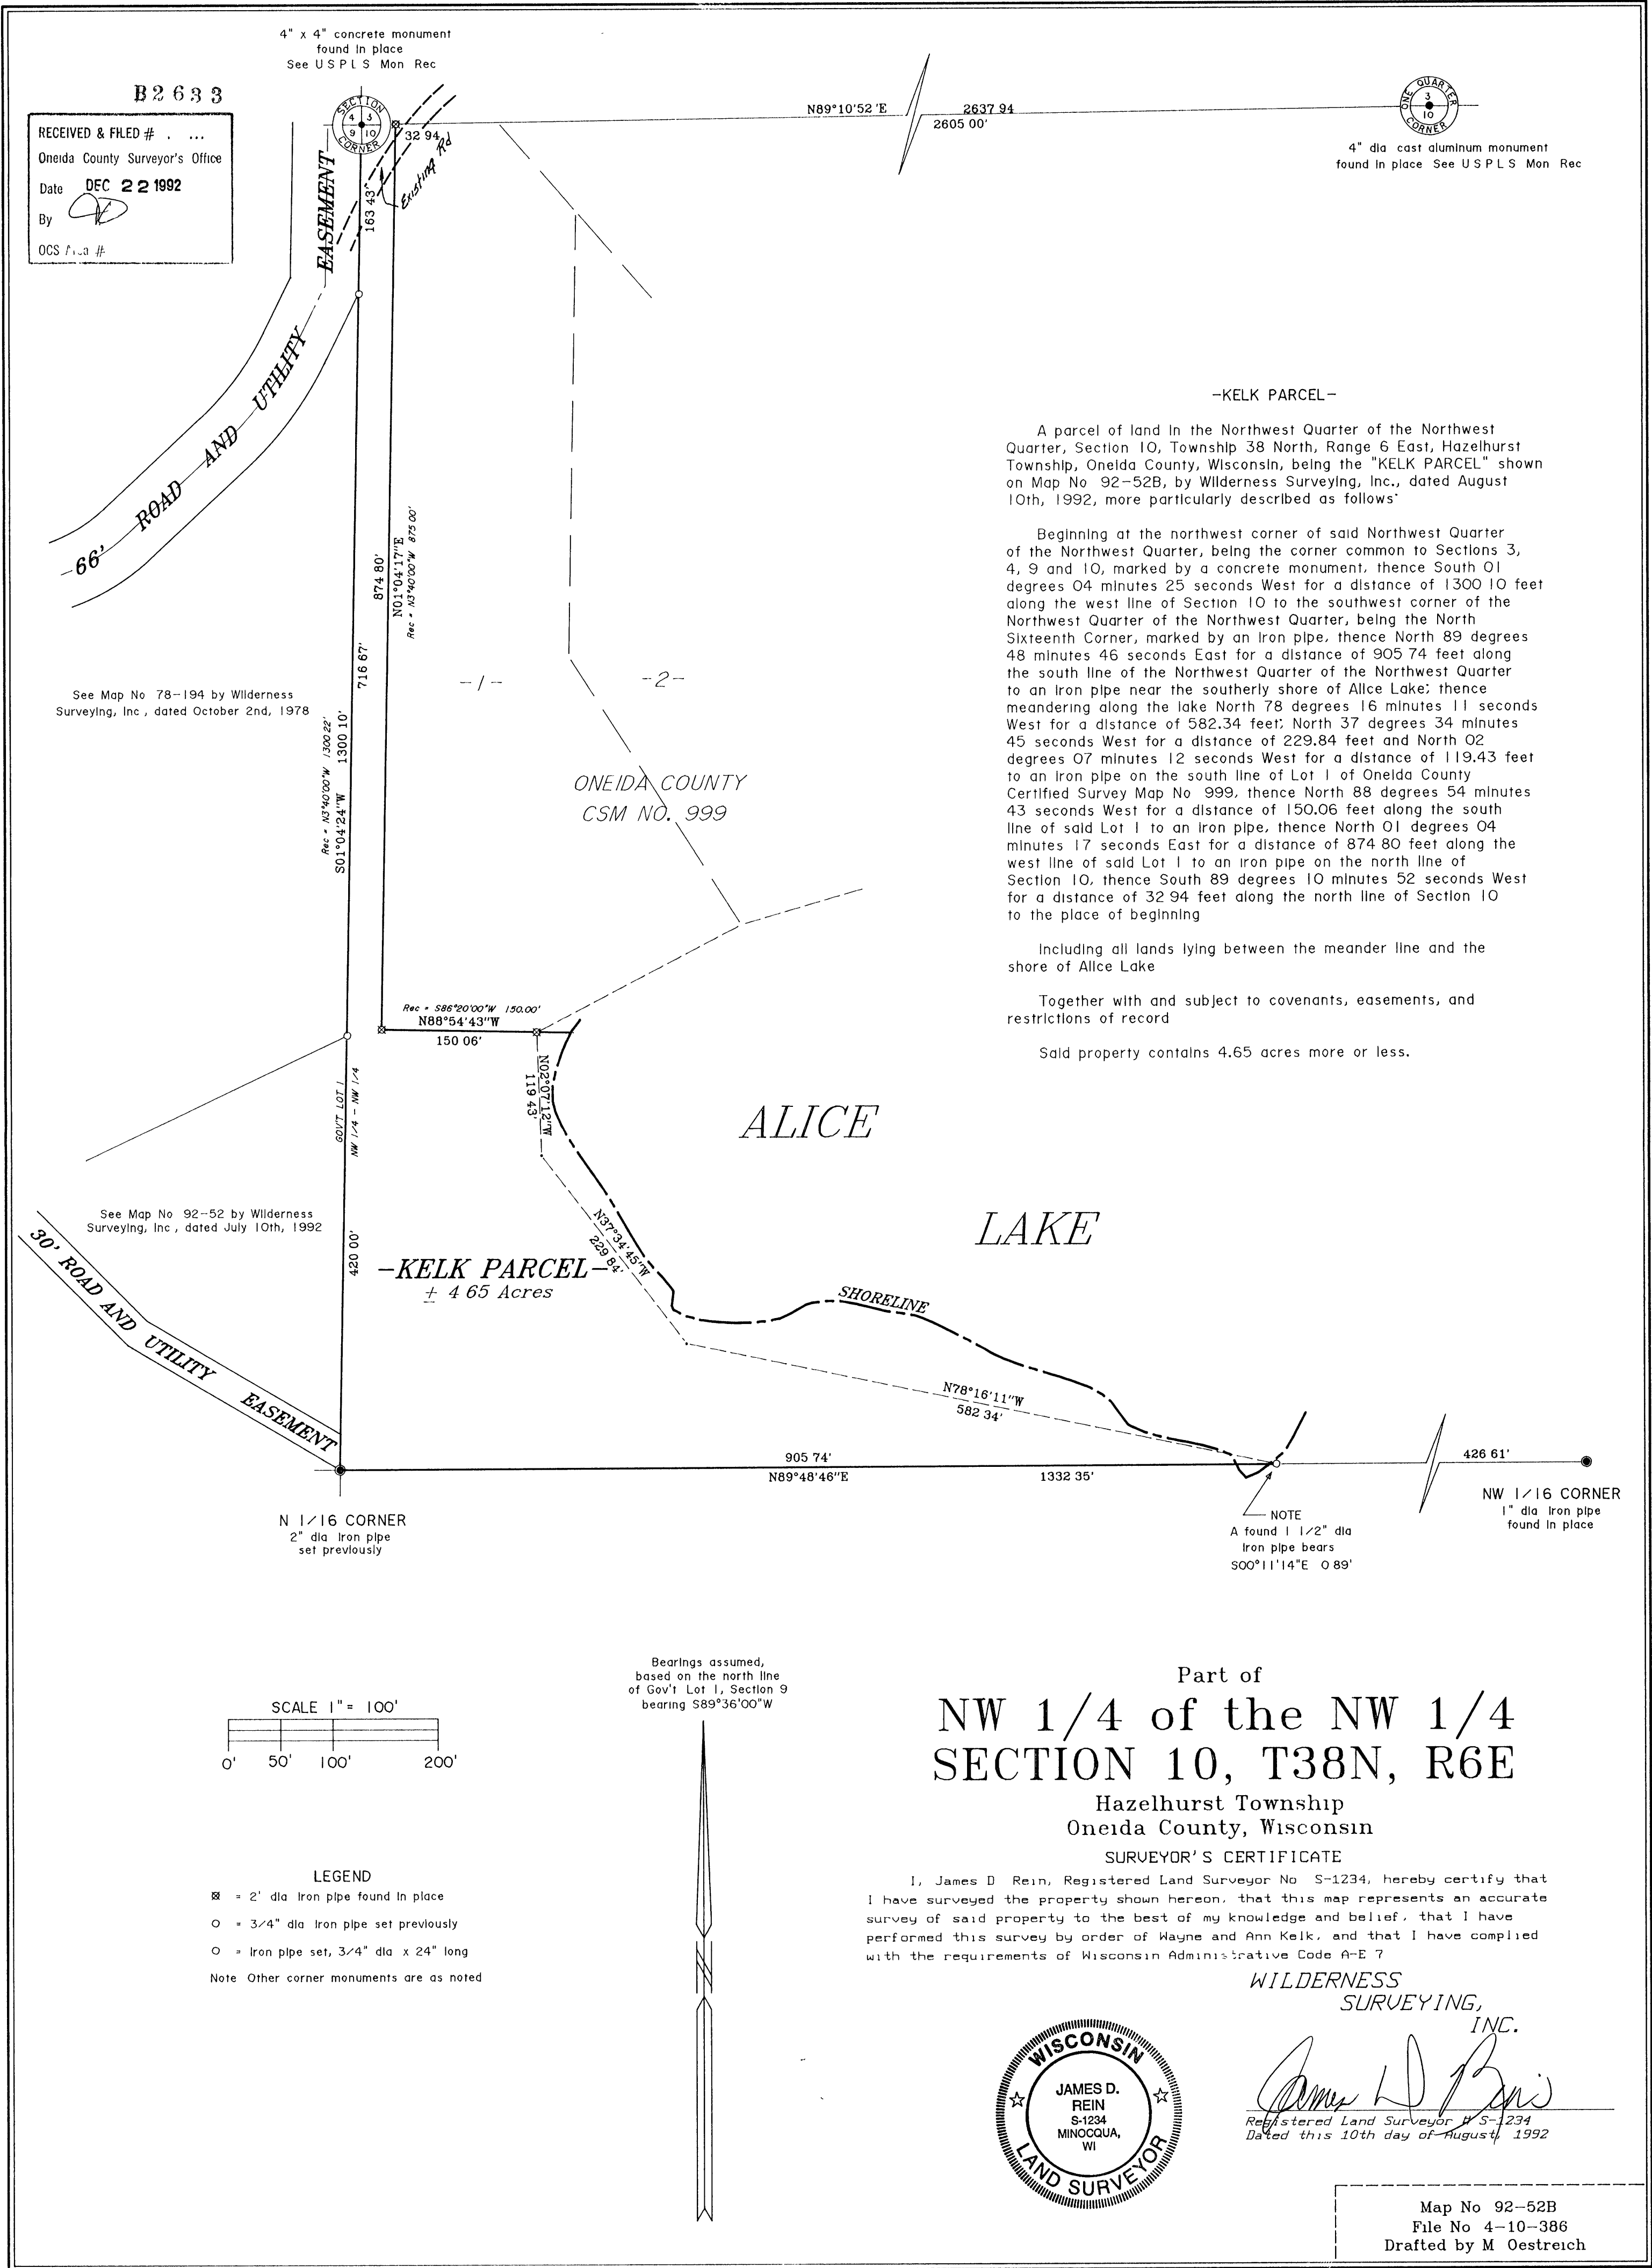 4" x 4" concrete monument
found in place
See U S P L S Mon Rec
B2633
RECEIVED & FILED #
Oneida County Surveyor's Office
Date DEC 22 1992
By
OCS #
SECTION CORNER
4 3
9 10
N89°10'52"E
2637 94
2605 00'
ONE QUARTER CORNER
3
10
4" dia cast aluminum monument
found in place See U S P L S Mon Rec
32 94
Existing Rd
163 43'
EASEMENT
66' ROAD AND UTILITY
-KELK PARCEL-
A parcel of land in the Northwest Quarter of the Northwest
Quarter, Section 10, Township 38 North, Range 6 East, Hazelhurst
Township, Oneida County, Wisconsin, being the "KELK PARCEL" shown
on Map No 92-52B, by Wilderness Surveying, Inc., dated August
10th, 1992, more particularly described as follows:
Beginning at the northwest corner of said Northwest Quarter
of the Northwest Quarter, being the corner common to Sections 3,
4, 9 and 10, marked by a concrete monument, thence South 01
degrees 04 minutes 25 seconds West for a distance of 1300 10 feet
along the west line of Section 10 to the southwest corner of the
Northwest Quarter of the Northwest Quarter, being the North
Sixteenth Corner, marked by an iron pipe, thence North 89 degrees
48 minutes 46 seconds East for a distance of 905 74 feet along
the south line of the Northwest Quarter of the Northwest Quarter
to an iron pipe near the southerly shore of Alice Lake; thence
meandering along the lake North 78 degrees 16 minutes 11 seconds
West for a distance of 582.34 feet; North 37 degrees 34 minutes
45 seconds West for a distance of 229.84 feet and North 02
degrees 07 minutes 12 seconds West for a distance of 119.43 feet
to an iron pipe on the south line of Lot 1 of Oneida County
Certified Survey Map No 999, thence North 88 degrees 54 minutes
43 seconds West for a distance of 150.06 feet along the south
line of said Lot 1 to an iron pipe, thence North 01 degrees 04
minutes 17 seconds East for a distance of 874 80 feet along the
west line of said Lot 1 to an iron pipe on the north line of
Section 10, thence South 89 degrees 10 minutes 52 seconds West
for a distance of 32 94 feet along the north line of Section 10
to the place of beginning
Including all lands lying between the meander line and the
shore of Alice Lake
Together with and subject to covenants, easements, and
restrictions of record
Said property contains 4.65 acres more or less.
874 80'
N01°04'17"E
Rec = N3°40'00"W 875 00'
716 67'
-1-
-2-
See Map No 78-194 by Wilderness
Surveying, Inc , dated October 2nd, 1978
Rec = N3°40'00"W 1300 22'
S01°04'24"W 1300 10'
ONEIDA COUNTY
CSM NO. 999
Rec = S86°20'00"W 150.00'
N88°54'43"W
150 06'
N02°07'12"W
119 43'
GOV'T LOT 1
NW 1/4 - NW 1/4
ALICE
LAKE
See Map No 92-52 by Wilderness
Surveying, Inc , dated July 10th, 1992
30' ROAD AND UTILITY EASEMENT
420 00'
N37°34'45"W
229 84'
-KELK PARCEL-
± 4 65 Acres
SHORELINE
N78°16'11"W
582 34'
905 74'
N89°48'46"E
1332 35'
426 61'
N 1/16 CORNER
2" dia iron pipe
set previously
NOTE
A found 1 1/2" dia
iron pipe bears
S00°11'14"E 0 89'
NW 1/16 CORNER
1" dia iron pipe
found in place
SCALE 1" = 100'
0' 50' 100' 200'
Bearings assumed,
based on the north line
of Gov't Lot 1, Section 9
bearing S89°36'00"W
N
LEGEND
= 2' dia iron pipe found in place
O = 3/4" dia iron pipe set previously
O = Iron pipe set, 3/4" dia x 24" long
Note Other corner monuments are as noted
Part of
NW 1/4 of the NW 1/4
SECTION 10, T38N, R6E
Hazelhurst Township
Oneida County, Wisconsin
SURVEYOR'S CERTIFICATE
I, James D Rein, Registered Land Surveyor No S-1234, hereby certify that
I have surveyed the property shown hereon, that this map represents an accurate
survey of said property to the best of my knowledge and belief, that I have
performed this survey by order of Wayne and Ann Kelk, and that I have complied
with the requirements of Wisconsin Administrative Code A-E 7
WILDERNESS
SURVEYING,
INC.
WISCONSIN
JAMES D.
REIN
S-1234
MINOCQUA,
WI
LAND SURVEYOR
James D Rein
Registered Land Surveyor # S-1234
Dated this 10th day of August, 1992
Map No 92-52B
File No 4-10-386
Drafted by M Oestreich